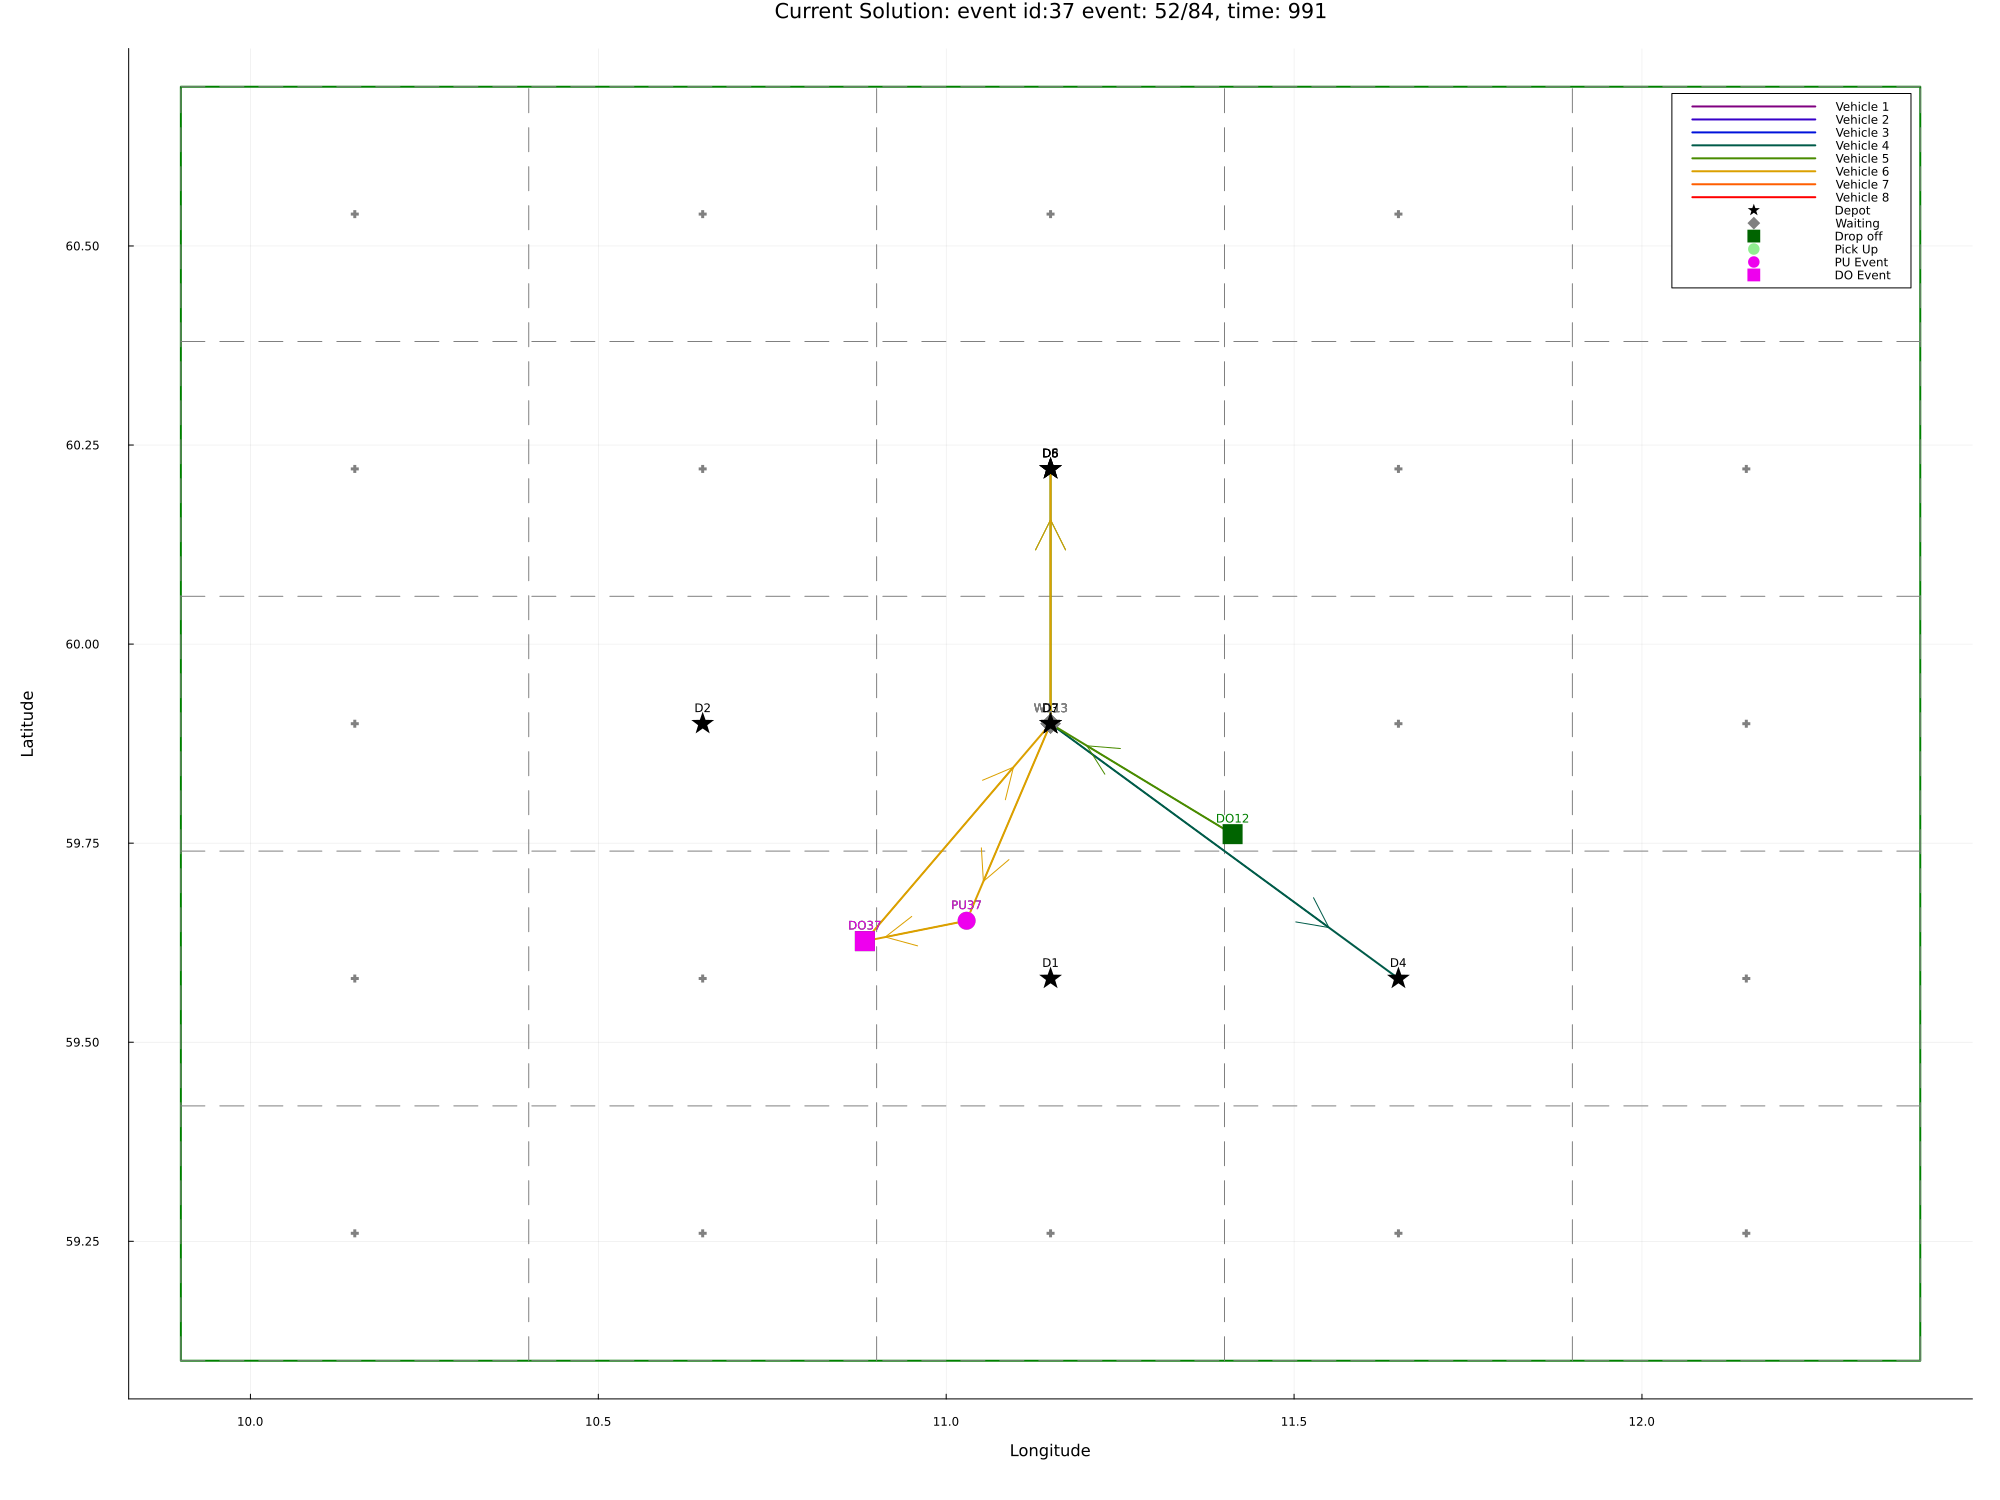 Current Solution: event id:37 event: 52/84, time: 991
Vehicle 1
Vehicle 2
Vehicle 3
Vehicle 4
Vehicle 5
Vehicle 6
Vehicle 7
Vehicle 8
Depot
Waiting
Drop off
Pick Up
PU Event
DO Event
60.50
60.25
60.00
59.75
59.50
59.25
Latitude
D2
DO12
PU37
DO37
D1
D4
10.0
10.5
11.0
11.5
12.0
Longitude